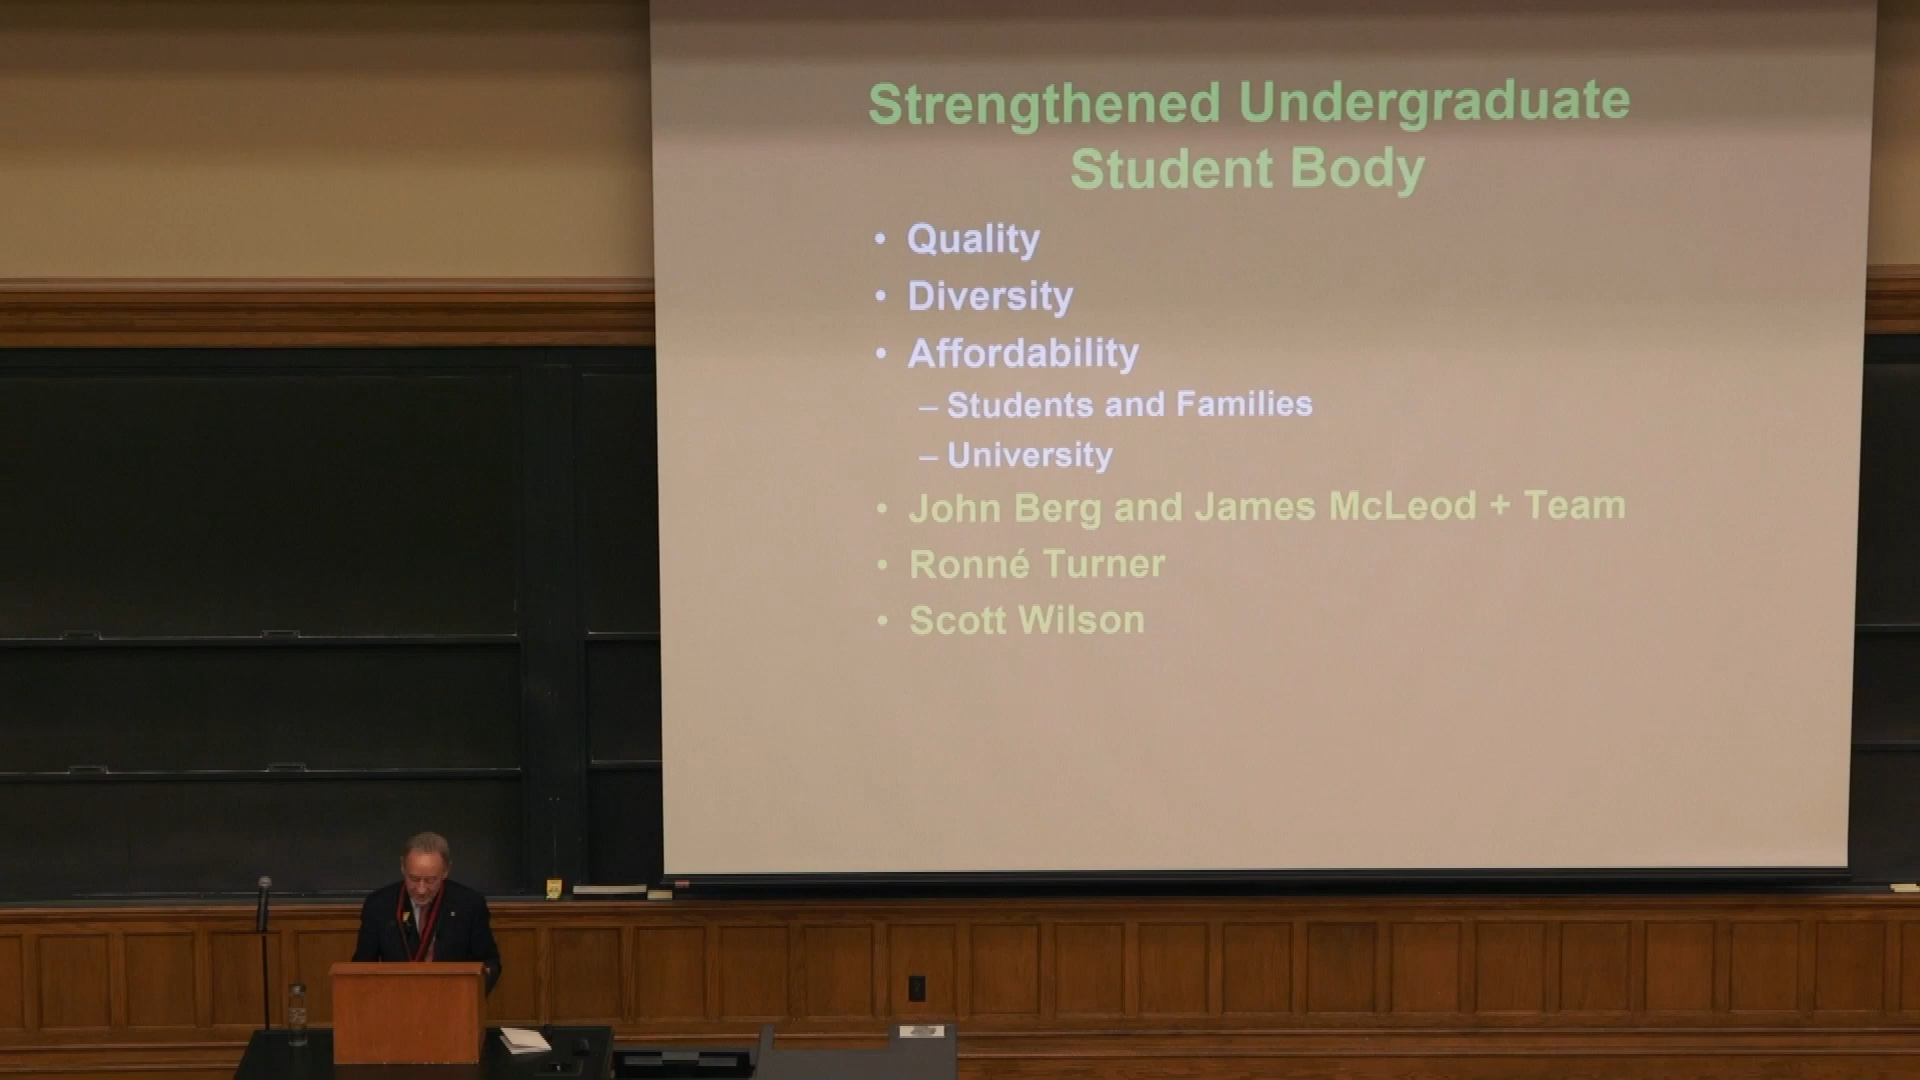 Strengthened Undergraduate
Student Body
• Quality
• Diversity
• Affordability
– Students and Families
– University
• John Berg and James McLeod + Team
• Ronné Turner
• Scott Wilson